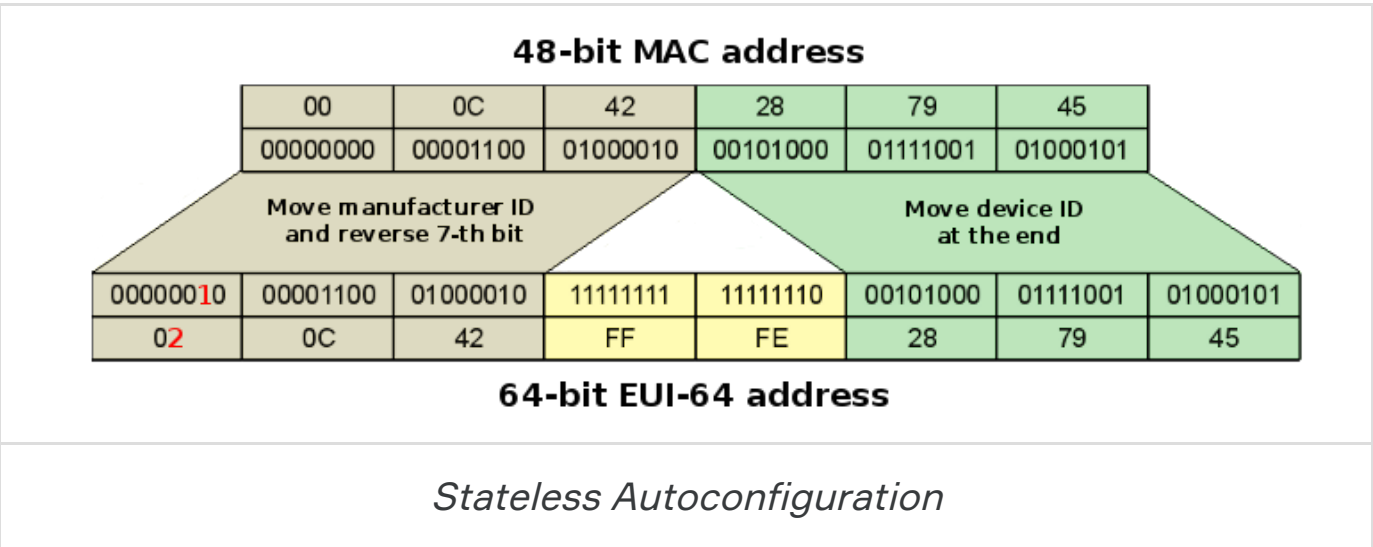 48-bit MAC address
00 0C 42 28 79 45
00000000 00001100 01000010 00101000 01111001 01000101
Move manufacturer ID
and reverse 7-th bit
Move device ID
at the end
00000010 00001100 01000010 11111111 11111110 00101000 01111001 01000101
02 0C 42 FF FE 28 79 45
64-bit EUI-64 address
Stateless Autoconfiguration